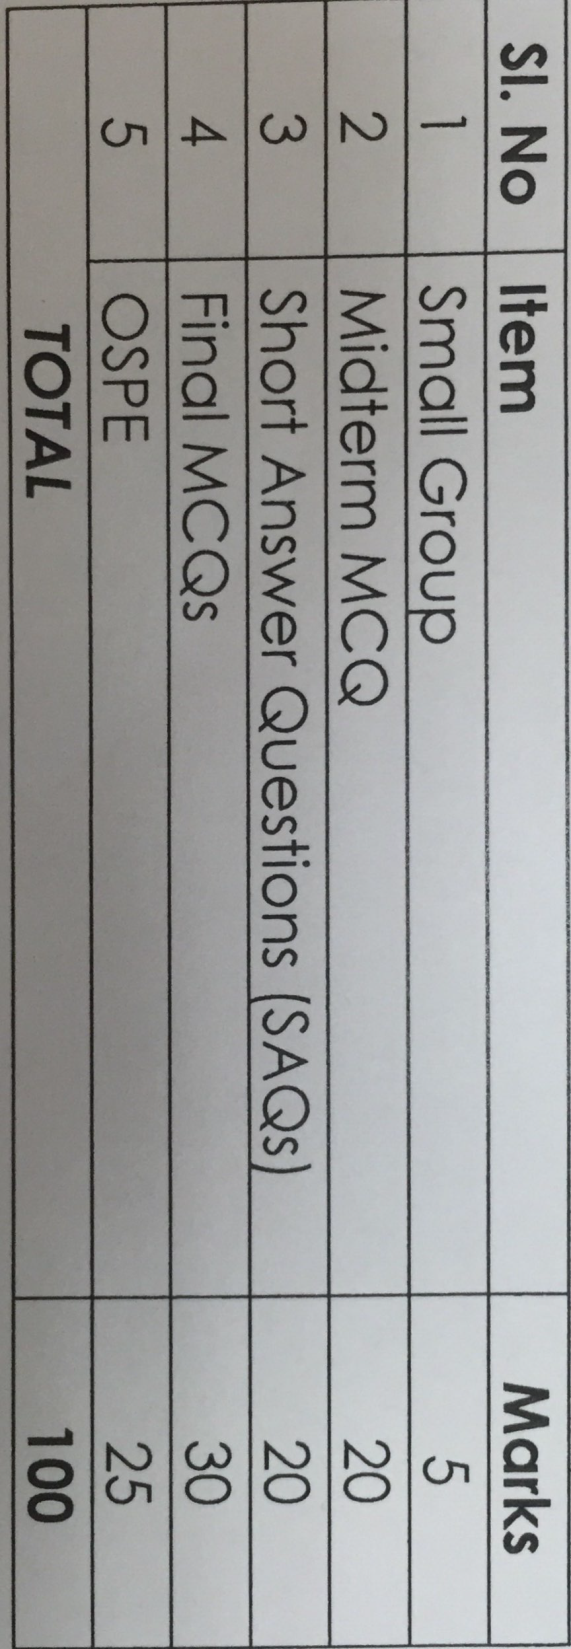 Sl. No Item Marks
1 Small Group 5
2 Midterm MCQ 20
3 Short Answer Questions (SAQs) 20
4 Final MCQs 30
5 OSPE 25
TOTAL 100